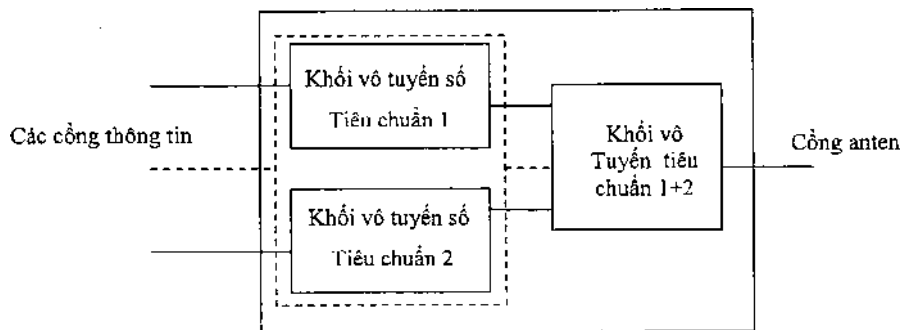 Khối vô tuyến số
Tiêu chuẩn 1
Các cổng thông tin
Khối vô
Tuyến tiêu
chuẩn 1+2
Cổng anten
Khối vô tuyến số
Tiêu chuẩn 2